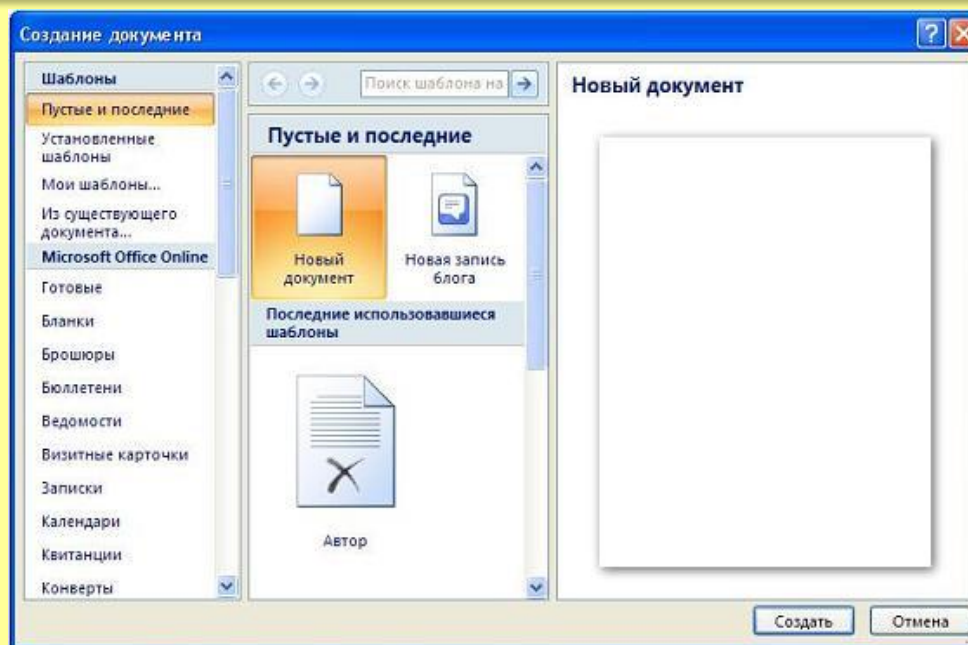 Создание документа
Шаблоны
Пустые и последние
Установленные
шаблоны
Мои шаблоны...
Из существующего
документа...
Microsoft Office Online
Готовые
Бланки
Брошюры
Бюллетени
Ведомости
Визитные карточки
Записки
Календари
Квитанции
Конверты
Поиск шаблона на
Пустые и последние
Новый
документ
Новая запись
блога
Последние использовавшиеся
шаблоны
Автор
Новый документ
Создать
Отмена